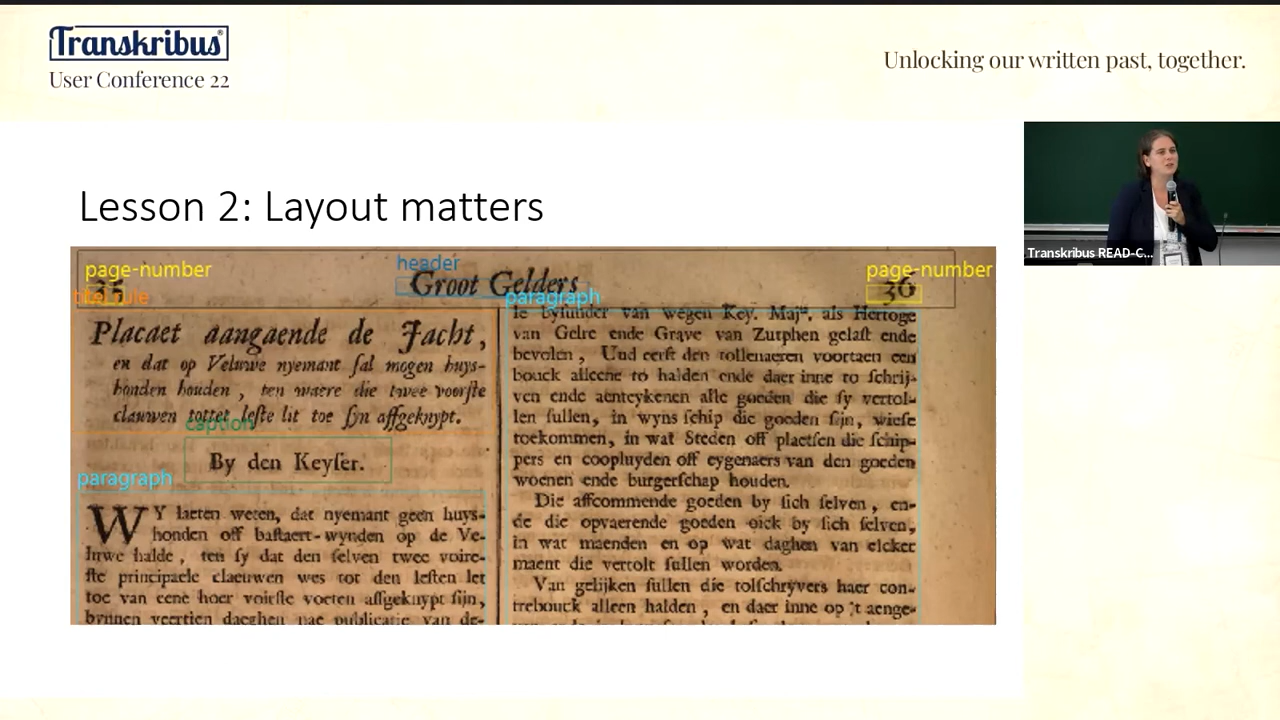 Transkribus®
User Conference 22
Unlocking our written past, together.
Lesson 2: Layout matters
page-number
header
page-number
35
Groot Gelders
36
paragraph
Placaet aangaende de Jacht,
en dat op Veluwe nyemant ſal mogen huys-
honden houden, ten waere die twee voorſte
clauwen tottet leſte lit toe ſyn affgeknypt.
caption
By den Keyſer.
paragraph
WY laeten weten, dat nyemant geen huys-
honden off baſtaert-wynden op de Ve-
luwe halde, ten ſy dat den ſelven twee voire-
ſte principaele claeuwen wes tot den leſten let
toe van eene hoer voirſte voeten affgeknypt ſijn,
bynnen veertien daeghen nae publicatie van de-
byſunder van wegen Key. Maj.ᵗ, als Hertoge
van Gelre ende Grave van Zutphen gelaſt ende
bevolen, Und eerſt den tollenaeren voortaen een
bouck alleene to halden ende daer inne to ſchrij-
ven ende aenteykenen alle goeden die ſy vertol-
len ſullen, in wyns ſchip die goeden ſijn, wieſe
toekommen, in wat Steden off plaetſen die ſchip-
pers en coopluyden off eygenaers van den goeden
woenen ende burgerſchap houden.
Die affcommende goeden by ſich ſelven, en-
de die opvaerende goeden oick by ſich ſelven,
in wat maenden en op wat daghen van elcker
maent die vertolt ſullen worden.
Van gelijken ſullen die tolſchryvers haer con-
trebouck alleen halden, en daer inne op 't aenge-
Transkribus READ-C...